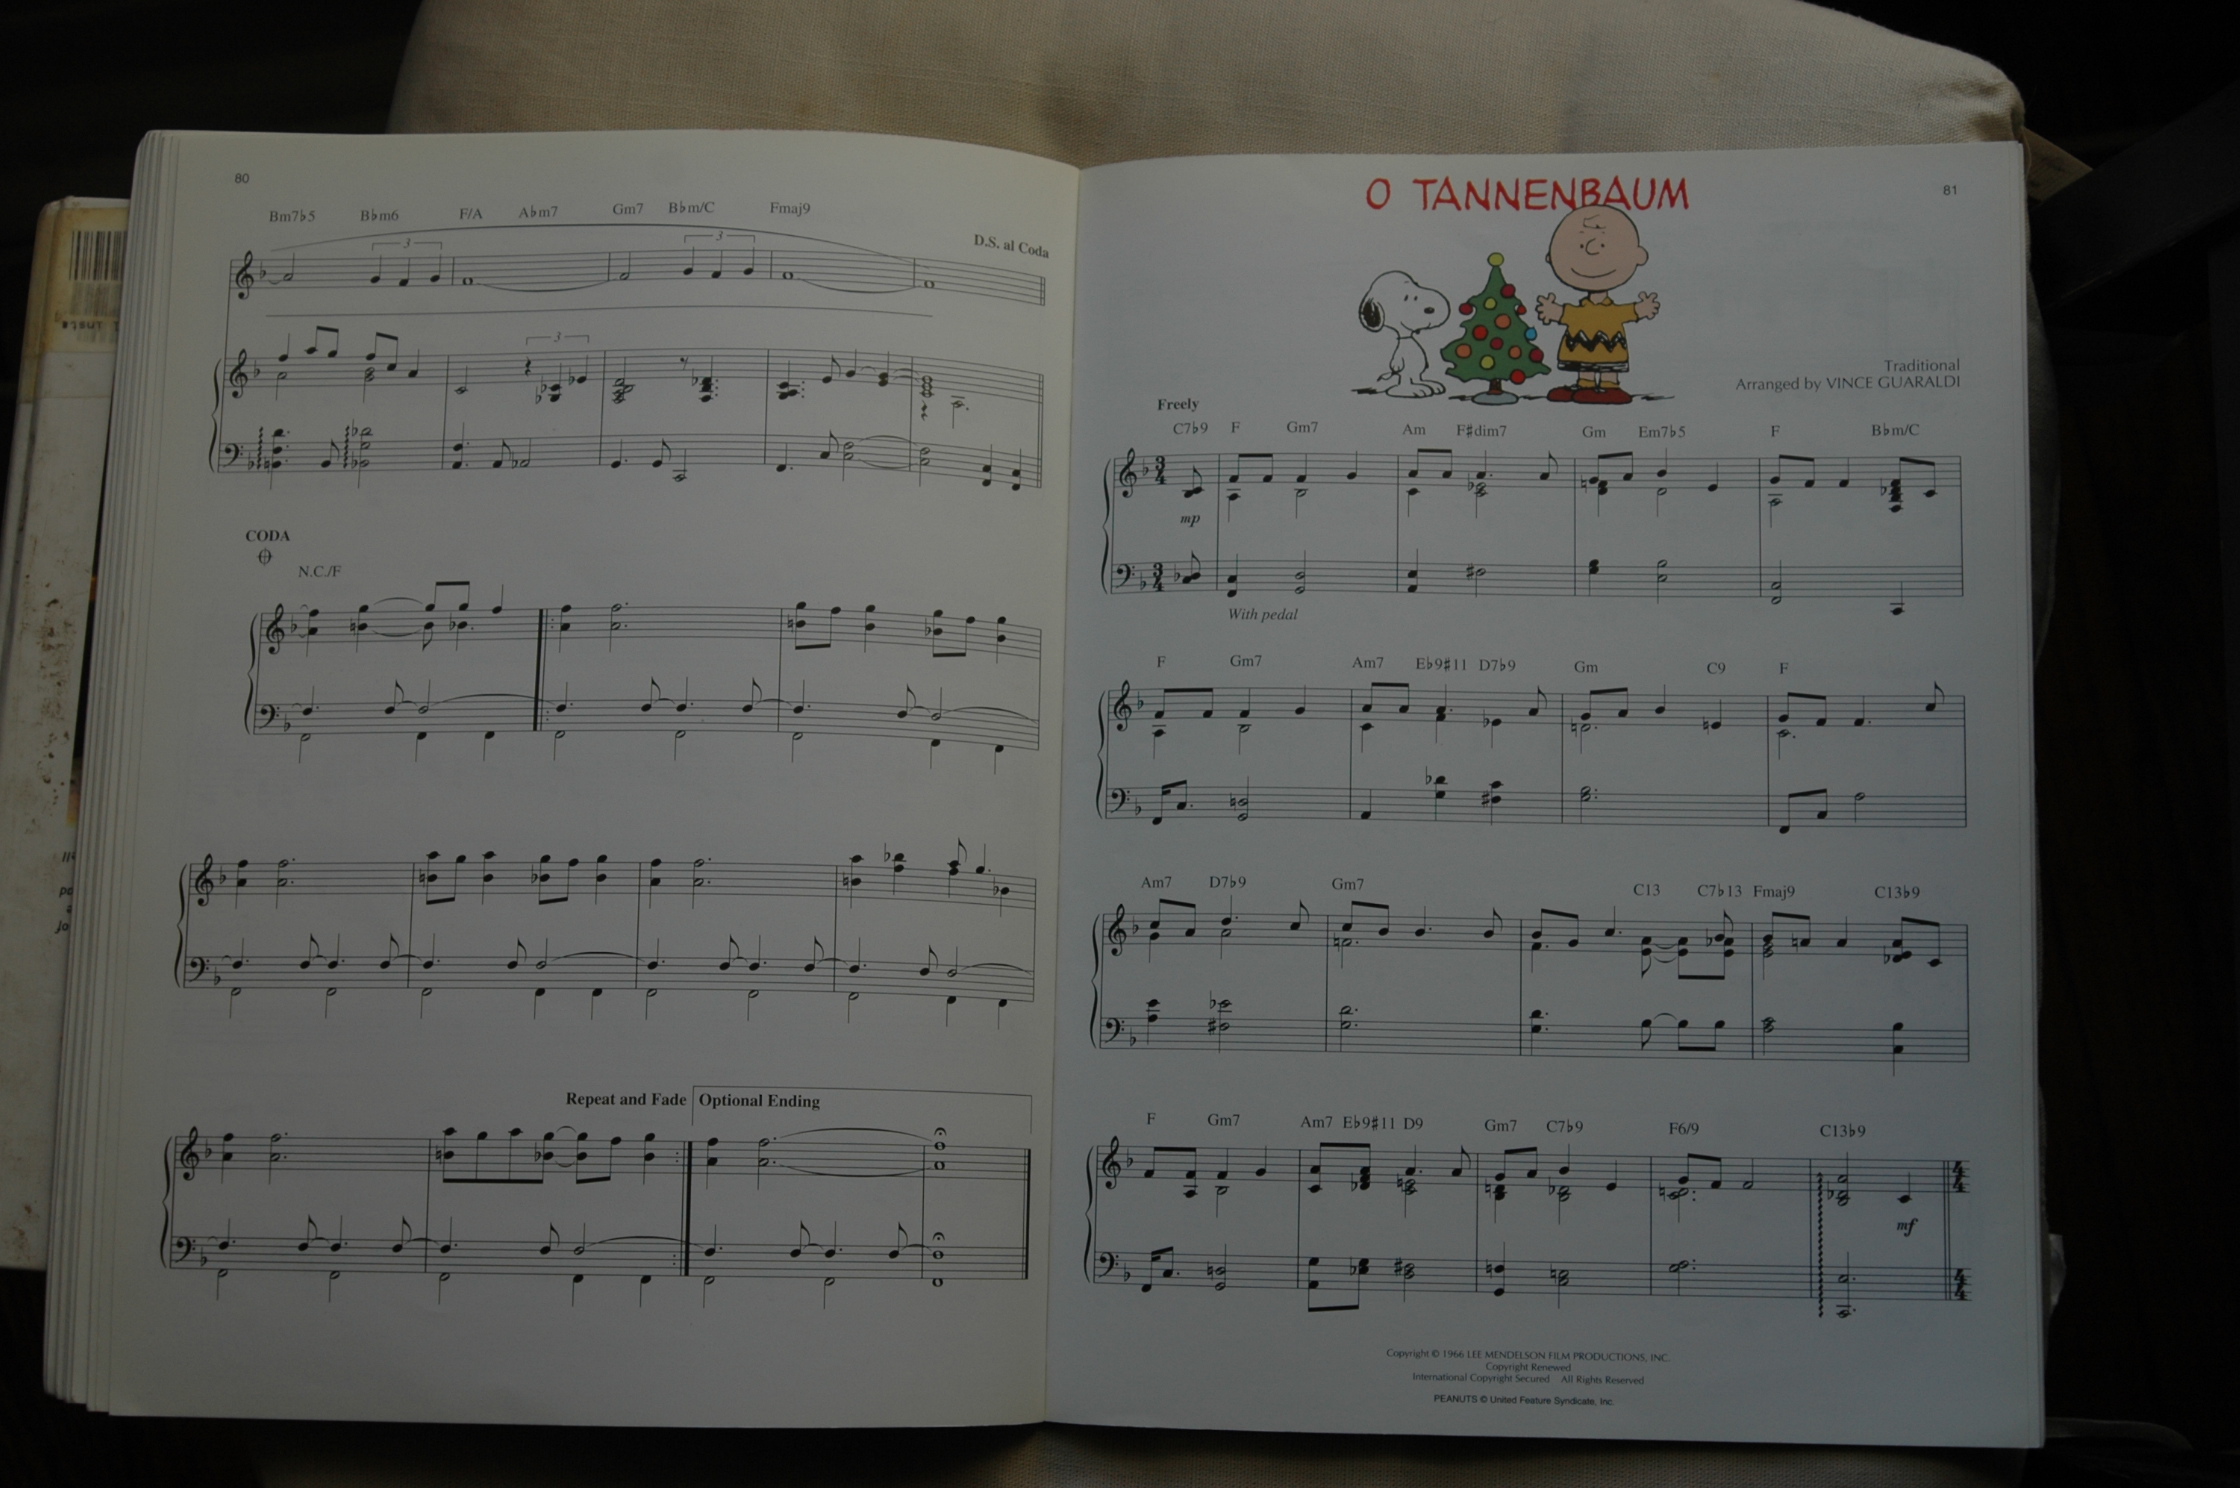 80
Bm7♭5 B♭m6 F/A A♭m7 Gm7 B♭m/C Fmaj9
D.S. al Coda
3 3
3
CODA
N.C./F
Repeat and Fade Optional Ending
81
O TANNENBAUM
Traditional
Arranged by VINCE GUARALDI
Freely
C7♭9 F Gm7 Am F♯dim7 Gm Em7♭5 F B♭m/C
3/4
mp
3/4
With pedal
F Gm7 Am7 E♭9♯11 D7♭9 Gm C9 F
Am7 D7♭9 Gm7 C13 C7♭13 Fmaj9 C13♭9
F Gm7 Am7 E♭9♯11 D9 Gm7 C7♭9 F6/9 C13♭9
4/4
mf
4/4
Copyright © 1966 LEE MENDELSON FILM PRODUCTIONS, INC.
Copyright Renewed
International Copyright Secured All Rights Reserved
PEANUTS © United Feature Syndicate, Inc.